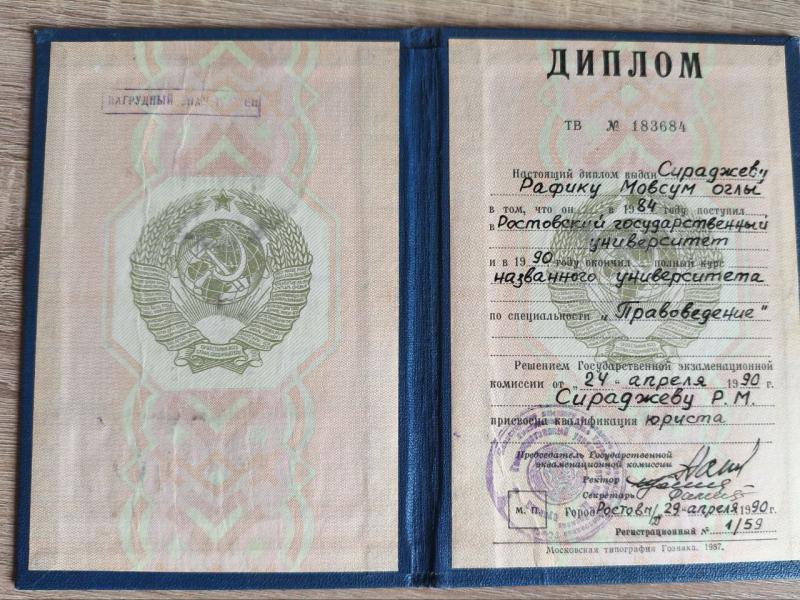 НАГРУДНЫЙ ЗНАК
ДИПЛОМ
ТВ № 183684
Настоящий диплом выдан Сираджеву
Рафику Мовсум оглы
в том, что он в 1984 году поступил
в Ростовский государственный
университет
и в 1990 году окончил полный курс
названного университета
по специальности „Правоведение"
Решением Государственной экзаменационной
комиссии от „24" апреля 1990 г.
Сираджеву Р. М.
присвоена квалификация юриста
Председатель Государственной
экзаменационной комиссии
Ректор
Секретарь
М. П.
Город Ростов н/Д 29 апреля 1990 г.
Регистрационный № 1/59
Московская типография Гознака. 1987.